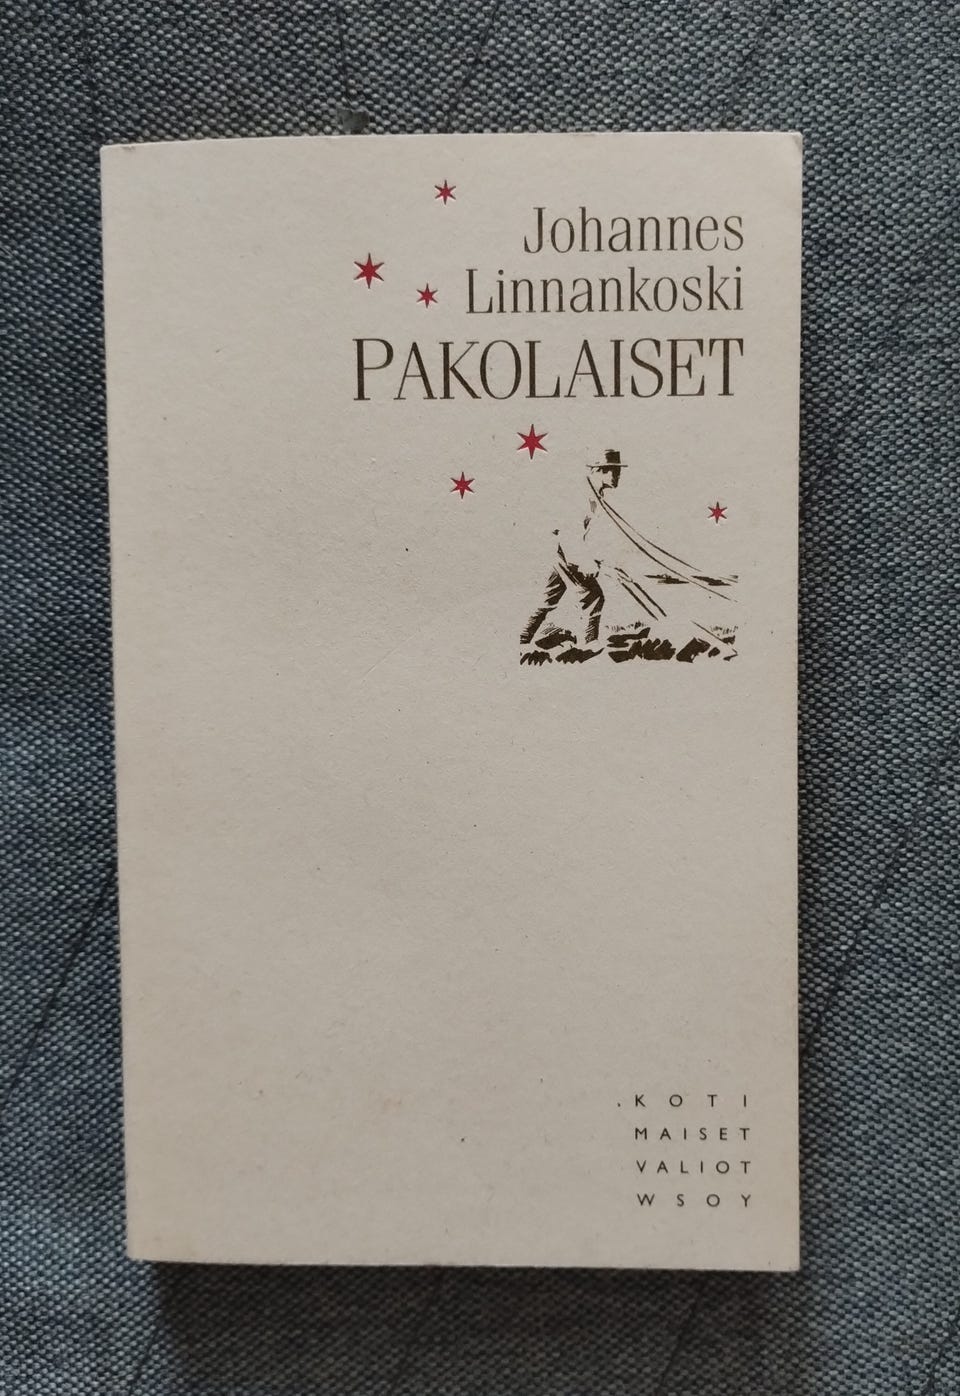 Johannes
Linnankoski
PAKOLAISET
KOTI
MAISET
VALIOT
WSOY